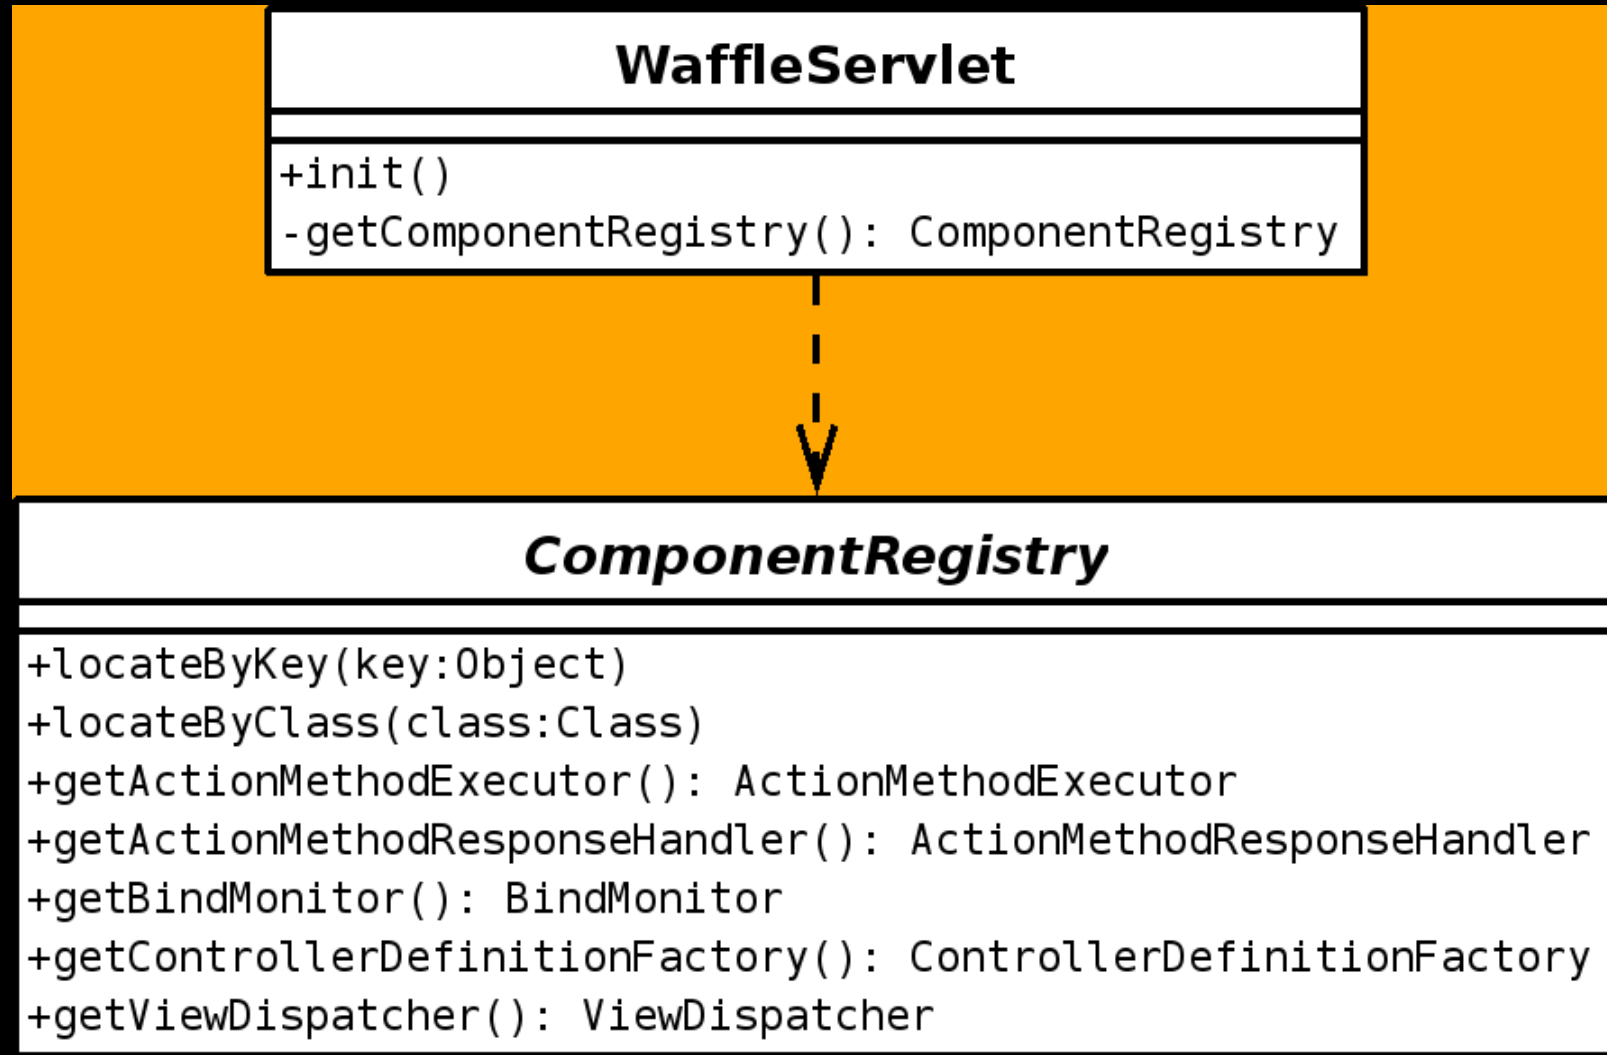 WaffleServlet
+init()
-getComponentRegistry(): ComponentRegistry
ComponentRegistry
+locateByKey(key:Object)
+locateByClass(class:Class)
+getActionMethodExecutor(): ActionMethodExecutor
+getActionMethodResponseHandler(): ActionMethodResponseHandler
+getBindMonitor(): BindMonitor
+getControllerDefinitionFactory(): ControllerDefinitionFactory
+getViewDispatcher(): ViewDispatcher